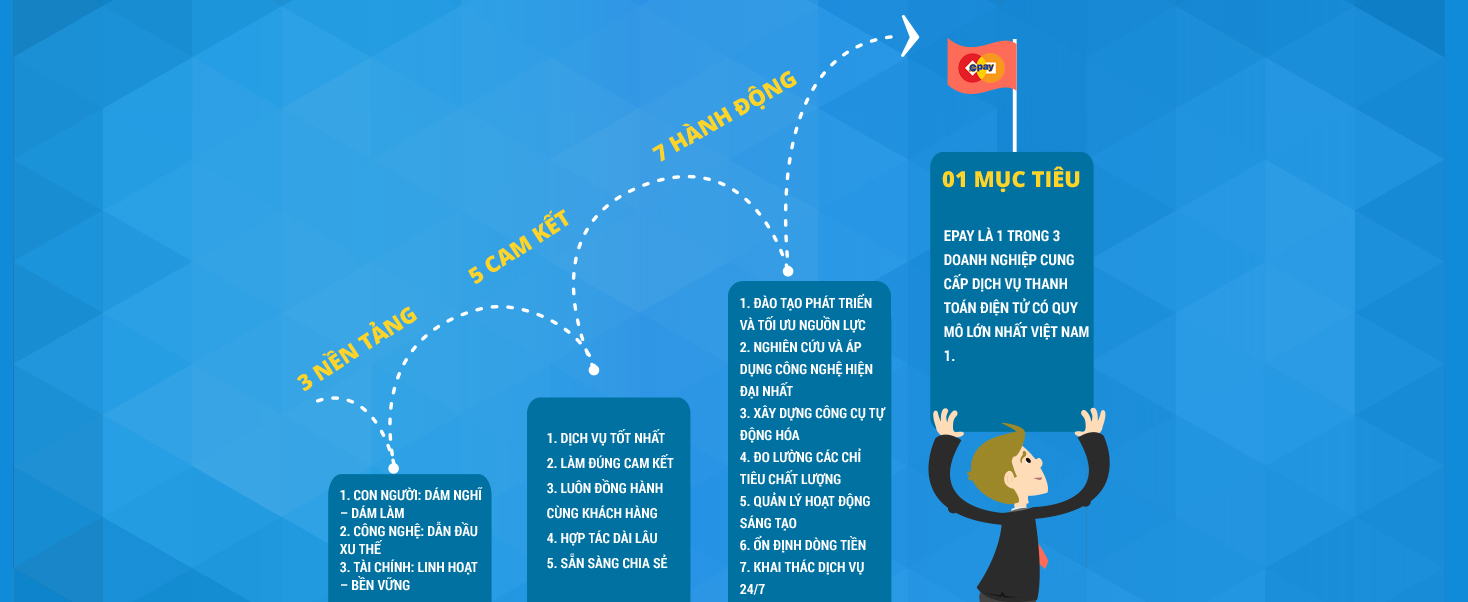 3 NỀN TẢNG
1. CON NGƯỜI: DÁM NGHĨ
– DÁM LÀM
2. CÔNG NGHỆ: DẪN ĐẦU
XU THẾ
3. TÀI CHÍNH: LINH HOẠT
– BỀN VỮNG
5 CAM KẾT
1. DỊCH VỤ TỐT NHẤT
2. LÀM ĐÚNG CAM KẾT
3. LUÔN ĐỒNG HÀNH
CÙNG KHÁCH HÀNG
4. HỢP TÁC DÀI LÂU
5. SẴN SÀNG CHIA SẺ
7 HÀNH ĐỘNG
1. ĐÀO TẠO PHÁT TRIỂN
VÀ TỐI ƯU NGUỒN LỰC
2. NGHIÊN CỨU VÀ ÁP
DỤNG CÔNG NGHỆ HIỆN
ĐẠI NHẤT
3. XÂY DỰNG CÔNG CỤ TỰ
ĐỘNG HÓA
4. ĐO LƯỜNG CÁC CHỈ
TIÊU CHẤT LƯỢNG
5. QUẢN LÝ HOẠT ĐỘNG
SÁNG TẠO
6. ỔN ĐỊNH DÒNG TIỀN
7. KHAI THÁC DỊCH VỤ
24/7
epay
01 MỤC TIÊU
EPAY LÀ 1 TRONG 3
DOANH NGHIỆP CUNG
CẤP DỊCH VỤ THANH
TOÁN ĐIỆN TỬ CÓ QUY
MÔ LỚN NHẤT VIỆT NAM
1.